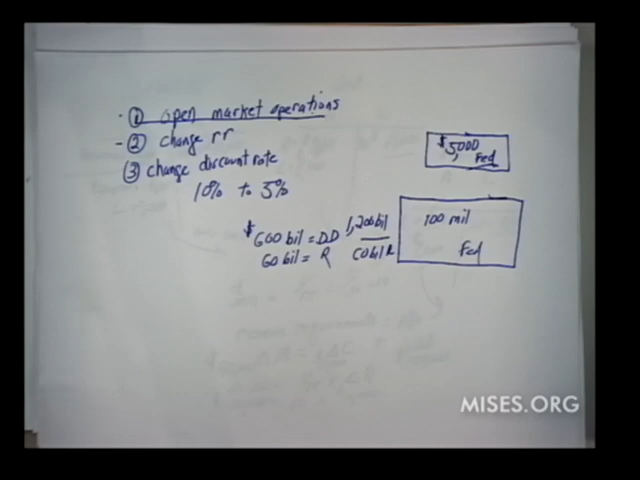 ① open market operations
- ② change rr
③ change discount rate
10% to 5%
$5,000
Fed
$600 bil = DD
60 bil = R
1,200 bil
60 bil R
100 mil
Fed
MISES.ORG